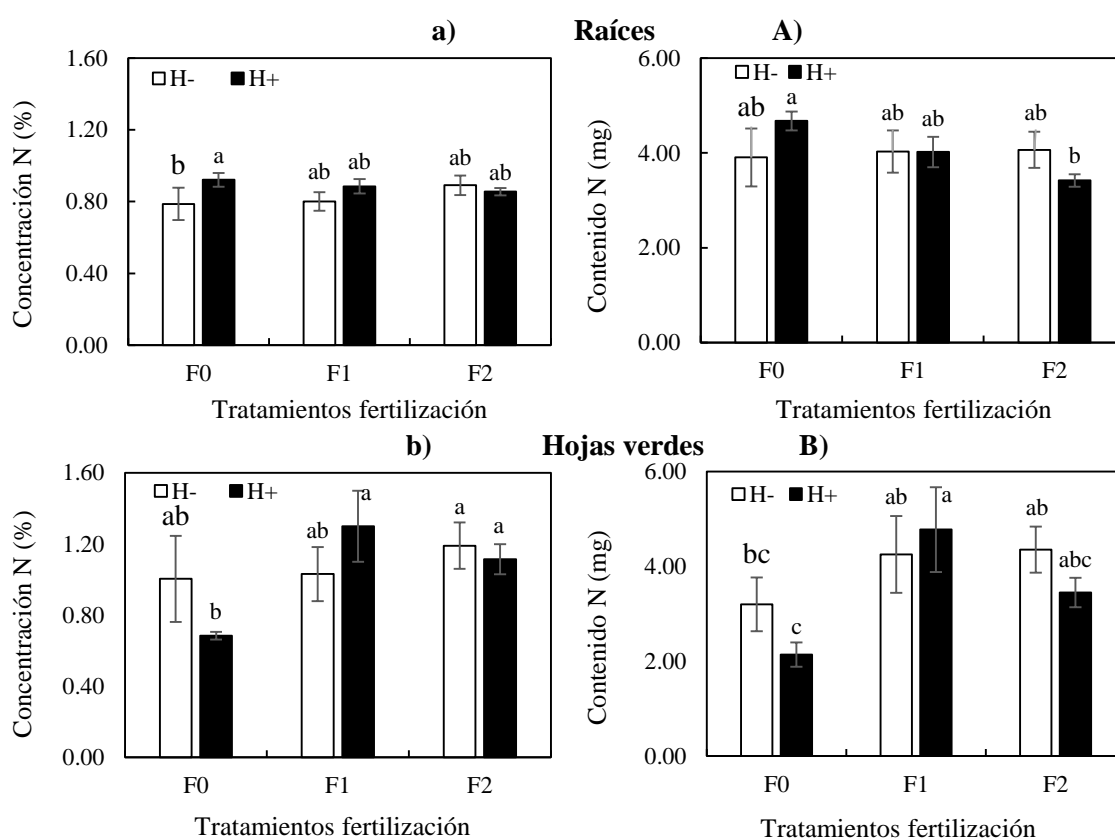 a) Raíces A)
1.60
1.20
0.80
0.40
0.00
Concentración N (%)
H- H+
b a ab ab ab ab
F0 F1 F2
Tratamientos fertilización
6.00
4.00
2.00
0.00
Contenido N (mg)
H- H+
ab a ab ab ab b
F0 F1 F2
Tratamientos fertilización
b) Hojas verdes B)
1.60
1.20
0.80
0.40
0.00
Concentración N (%)
H- H+
ab b ab a a a
F0 F1 F2
Tratamientos fertilización
6.00
4.00
2.00
0.00
Contenido N (mg)
H- H+
bc c ab a ab abc
F0 F1 F2
Tratamientos fertilización